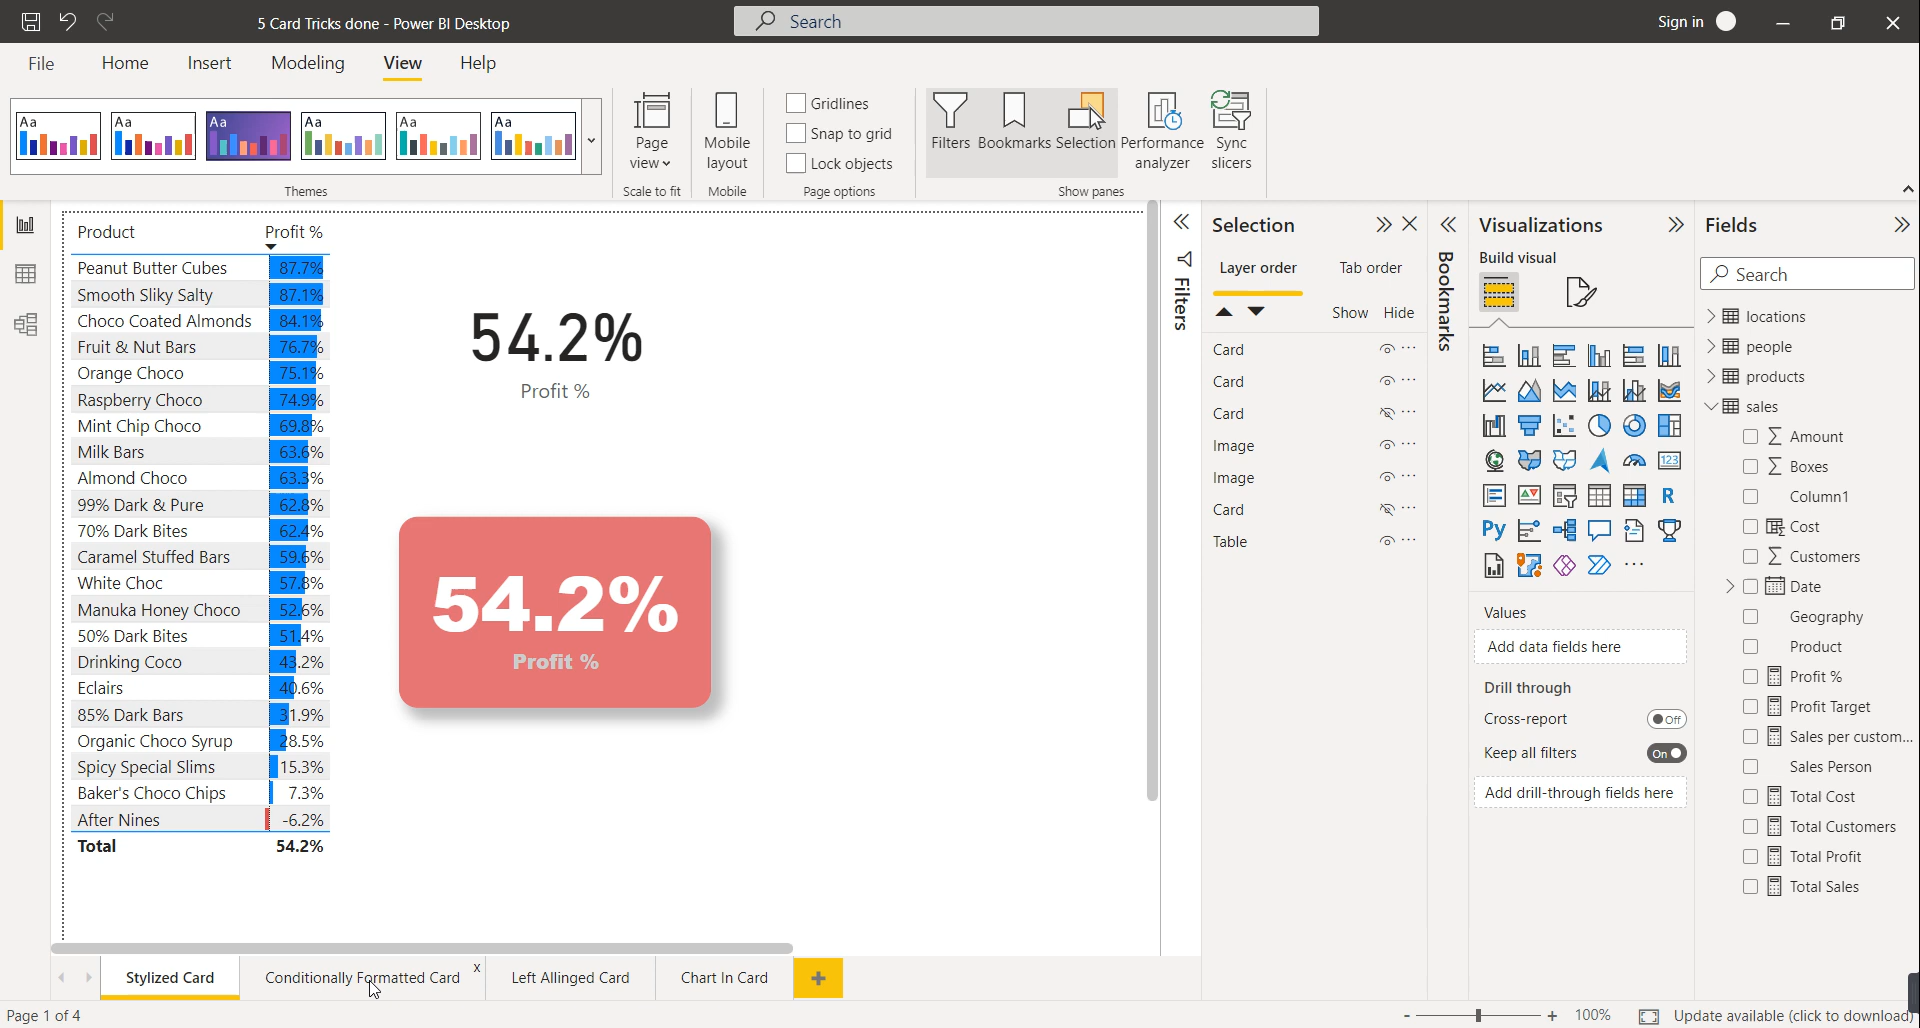 5 Card Tricks done - Power BI Desktop
Search
Sign in
File Home Insert Modeling View Help
Aa Aa Aa Aa Aa Aa
Themes
Page view
Scale to fit
Mobile layout
Mobile
Gridlines
Snap to grid
Lock objects
Page options
Filters Bookmarks Selection Performance analyzer Sync slicers
Show panes
Product Profit %
Peanut Butter Cubes 87.7%
Smooth Sliky Salty 87.1%
Choco Coated Almonds 84.1%
Fruit & Nut Bars 76.7%
Orange Choco 75.1%
Raspberry Choco 74.9%
Mint Chip Choco 69.8%
Milk Bars 63.6%
Almond Choco 63.3%
99% Dark & Pure 62.8%
70% Dark Bites 62.4%
Caramel Stuffed Bars 59.6%
White Choc 57.8%
Manuka Honey Choco 52.6%
50% Dark Bites 51.4%
Drinking Coco 43.2%
Eclairs 40.6%
85% Dark Bars 31.9%
Organic Choco Syrup 28.5%
Spicy Special Slims 15.3%
Baker's Choco Chips 7.3%
After Nines -6.2%
Total 54.2%
54.2%
Profit %
54.2%
Profit %
Filters
Selection
Layer order Tab order
Show Hide
Card
Card
Card
Image
Image
Card
Table
Bookmarks
Visualizations
Build visual
123
R
Py
Values
Add data fields here
Drill through
Cross-report Off
Keep all filters On
Add drill-through fields here
Fields
Search
locations
people
products
sales
Amount
Boxes
Column1
Cost
Customers
Date
Geography
Product
Profit %
Profit Target
Sales per custom...
Sales Person
Total Cost
Total Customers
Total Profit
Total Sales
Stylized Card Conditionally Formatted Card x Left Allinged Card Chart In Card +
Page 1 of 4
- + 100% Update available (click to download)